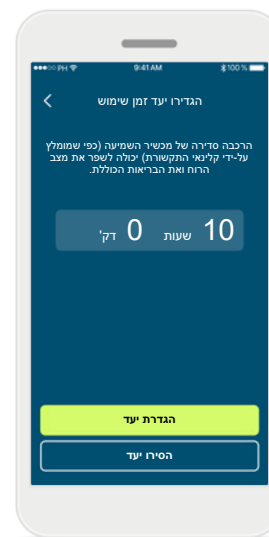 PH 9:41 AM 100 %
הגדירו יעד זמן שימוש
הרכבה סדירה של מכשיר השמיעה (כפי שמומלץ
על-ידי קלינאי התקשורת) יכולה לשפר את מצב
הרוח ואת הבריאות הכוללת.
10 שעות 0 דק'
הגדרת יעד
הסירו יעד